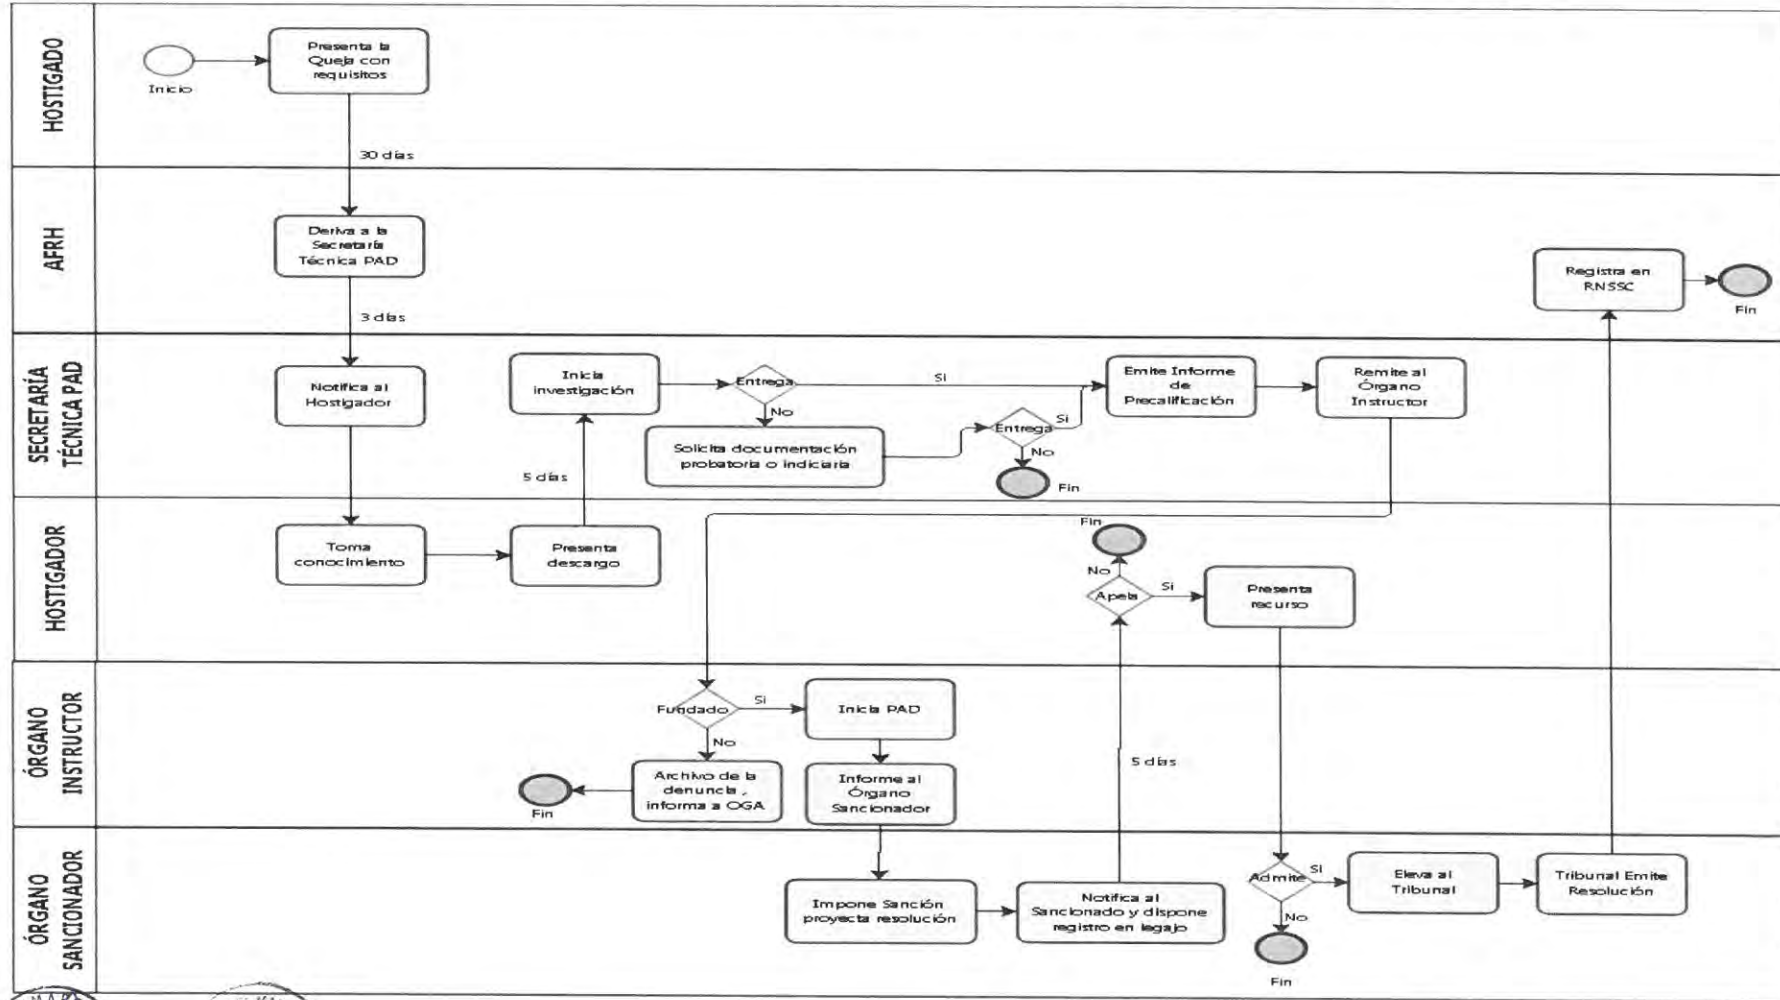 HOSTIGADO
Inicio
Presenta la
Queja con
requisitos
30 días
AFRH
Deriva a la
Secretaría
Técnica PAD
3 días
Registra en
RNSSC
Fin
SECRETARÍA
TÉCNICA PAD
Notifica al
Hostigador
Inicia
investigación
Entrega
Si
No
Solicita documentación
probatoria o indiciaria
Entrega
Si
No
Fin
Emite Informe
de
Precalificación
Remite al
Órgano
Instructor
5 días
HOSTIGADOR
Toma
conocimiento
Presenta
descargo
Fin
No
Apela
Si
Presenta
recurso
ÓRGANO
INSTRUCTOR
Fundado
Si
No
Inicia PAD
Archivo de la
denuncia,
informa a OGA
Fin
Informe al
Órgano
Sancionador
5 días
ÓRGANO
SANCIONADOR
Impone Sanción
proyecta resolución
Notifica al
Sancionado y dispone
registro en legajo
Admite
Si
No
Fin
Eleva al
Tribunal
Tribunal Emite
Resolución